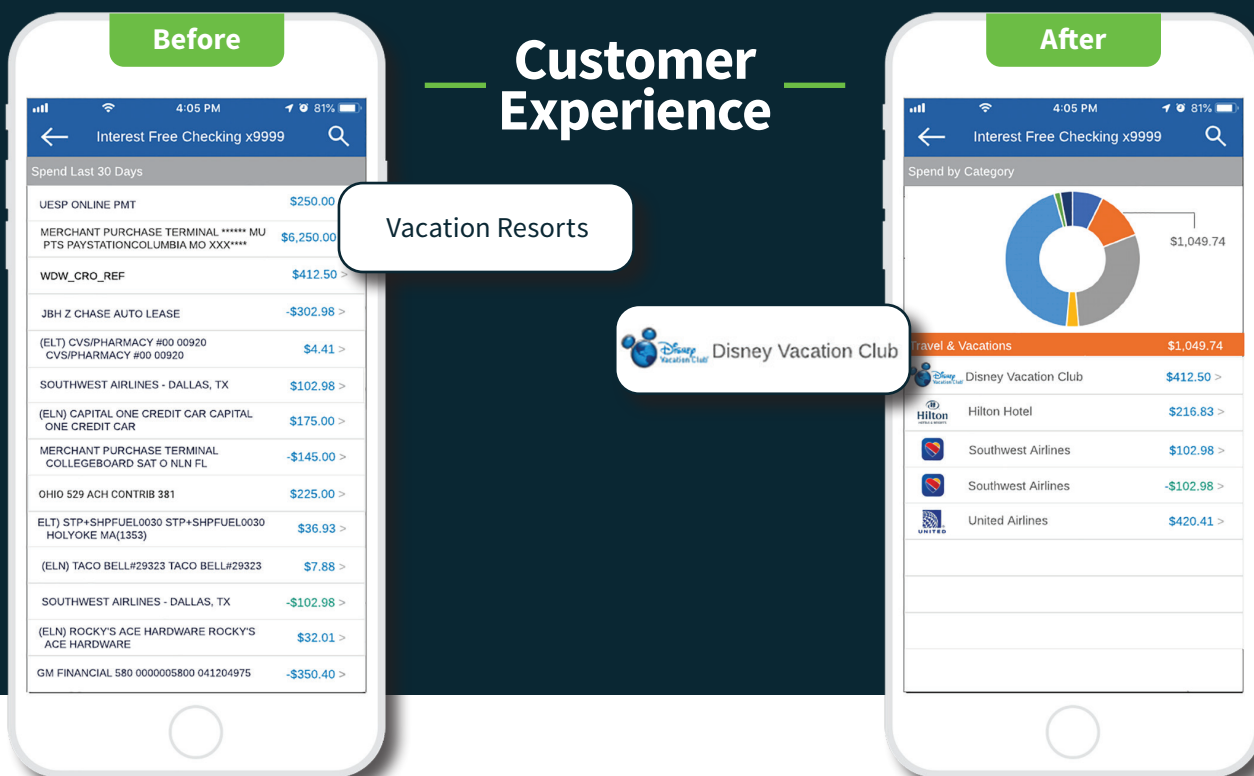 Before
Customer
Experience
After
4:05 PM
81%
Interest Free Checking x9999
Spend Last 30 Days
UESP ONLINE PMT
$250.00
MERCHANT PURCHASE TERMINAL ****** MU
PTS PAYSTATIONCOLUMBIA MO XXX****
$6,250.00
WDW_CRO_REF
$412.50 >
JBH Z CHASE AUTO LEASE
-$302.98 >
(ELT) CVS/PHARMACY #00 00920
CVS/PHARMACY #00 00920
$4.41 >
SOUTHWEST AIRLINES - DALLAS, TX
$102.98 >
(ELN) CAPITAL ONE CREDIT CAR CAPITAL
ONE CREDIT CAR
$175.00 >
MERCHANT PURCHASE TERMINAL
COLLEGEBOARD SAT O NLN FL
-$145.00 >
OHIO 529 ACH CONTRIB 381
$225.00 >
ELT) STP+SHPFUEL0030 STP+SHPFUEL0030
HOLYOKE MA(1353)
$36.93 >
(ELN) TACO BELL#29323 TACO BELL#29323
$7.88 >
SOUTHWEST AIRLINES - DALLAS, TX
-$102.98 >
(ELN) ROCKY'S ACE HARDWARE ROCKY'S
ACE HARDWARE
$32.01 >
GM FINANCIAL 580 0000005800 041204975
-$350.40 >
Vacation Resorts
Disney
Vacation Club
Disney Vacation Club
4:05 PM
81%
Interest Free Checking x9999
Spend by Category
$1,049.74
Travel & Vacations
$1,049.74
Disney
Vacation Club
Disney Vacation Club
$412.50 >
Hilton
HOTELS & RESORTS
Hilton Hotel
$216.83 >
Southwest Airlines
$102.98 >
Southwest Airlines
-$102.98 >
UNITED
United Airlines
$420.41 >